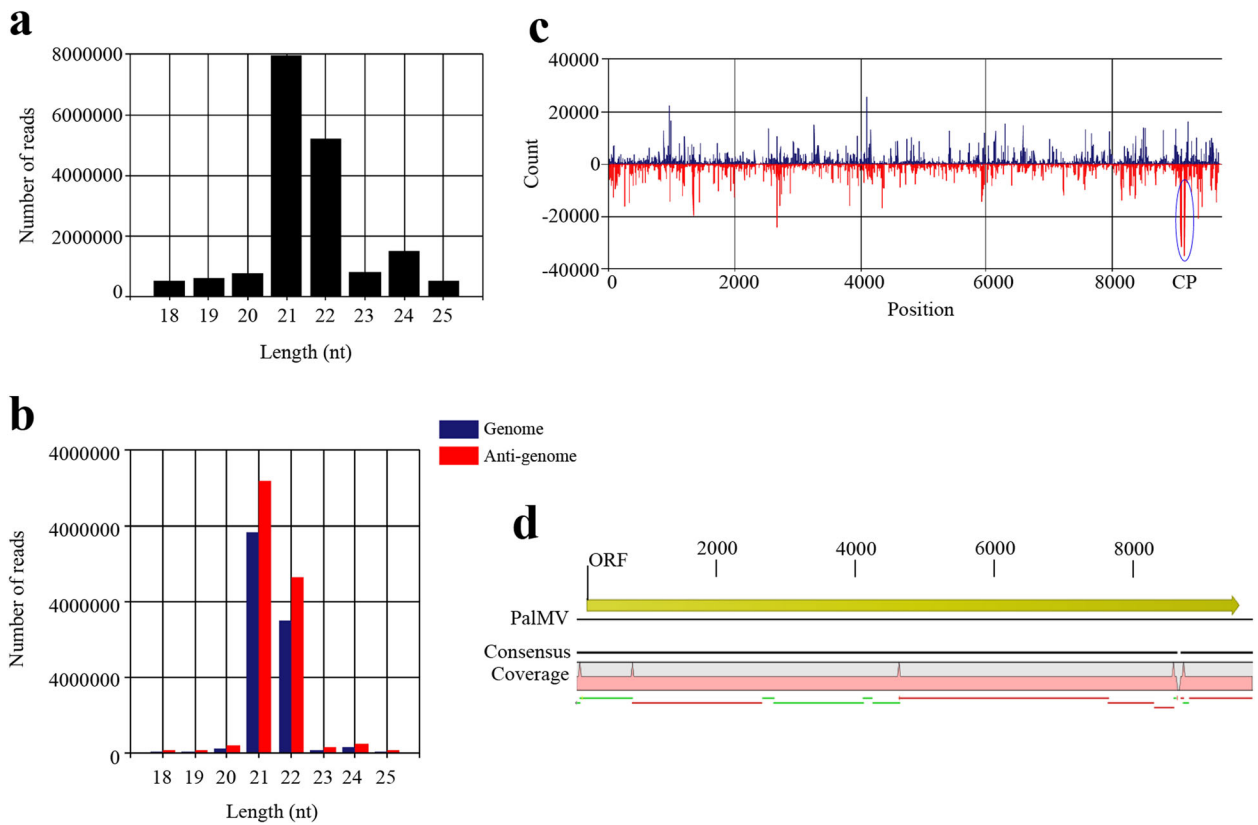 a
8000000
6000000
4000000
2000000
0
Number of reads
18 19 20 21 22 23 24 25
Length (nt)
b
4000000
4000000
4000000
4000000
0
Number of reads
18 19 20 21 22 23 24 25
Length (nt)
Genome
Anti-genome
c
40000
20000
0
-20000
-40000
Count
0 2000 4000 6000 8000 CP
Position
d
2000 4000 6000 8000
ORF
PalMV
Consensus
Coverage